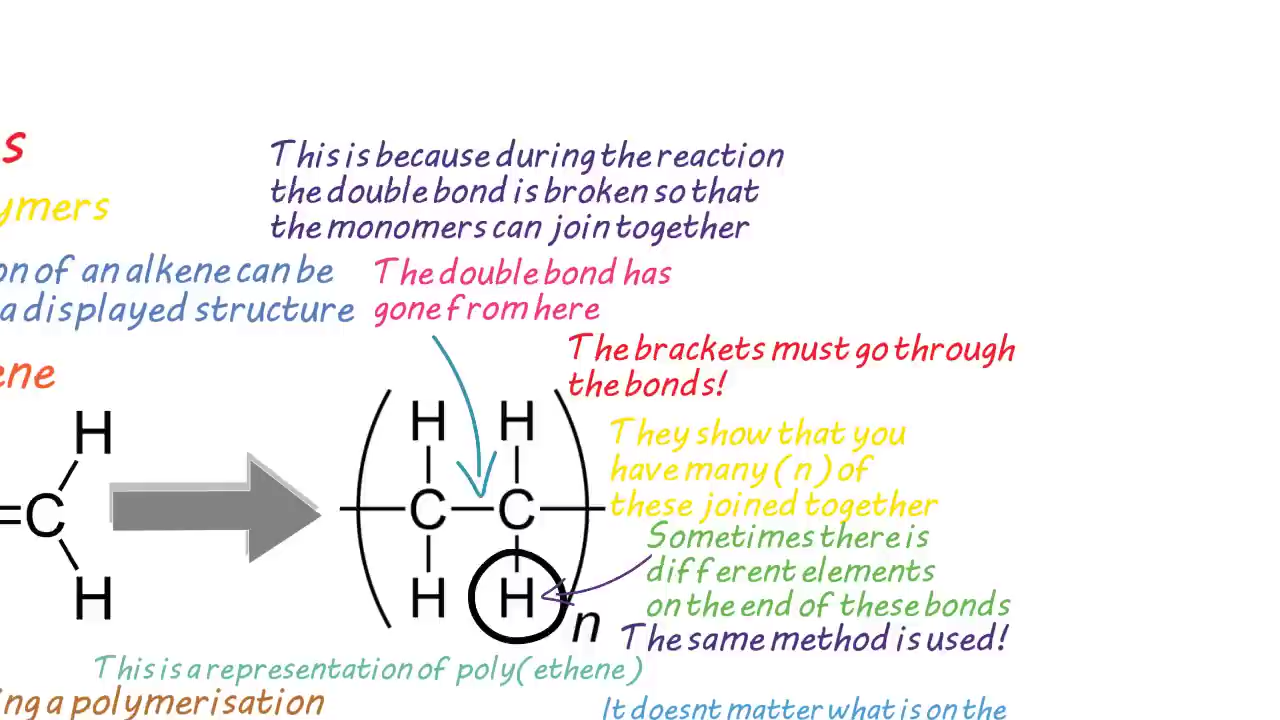 s
ymers
This is because during the reaction
the double bond is broken so that
the monomers can join together
on of an alkene can be
a displayed structure
The double bond has
gone from here
The brackets must go through
the bonds!
ene
They show that you
have many (n) of
these joined together
H
=C
H
H H
C C
H H
n
Sometimes there is
different elements
on the end of these bonds
The same method is used!
This is a representation of poly(ethene)
ing a polymerisation
It doesnt matter what is on the